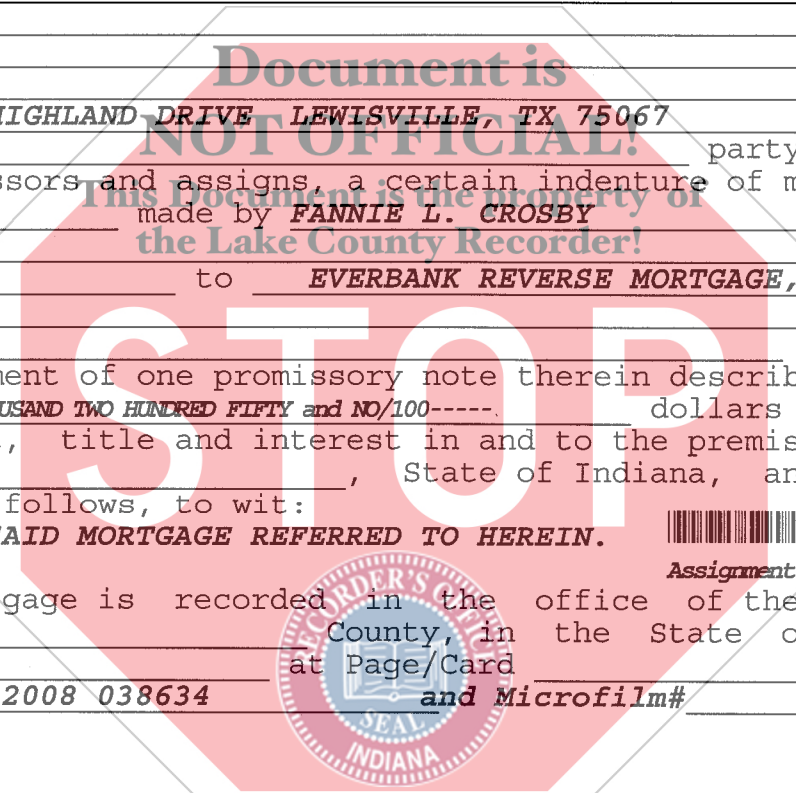 Document is
HIGHLAND DRIVE LEWISVILLE, TX 75067
NOT OFFICIAL!
party
ssors and assigns, a certain indenture of m
This Document is the property of
made by FANNIE L. CROSBY
the Lake County Recorder!
to EVERBANK REVERSE MORTGAGE,
STOP
ment of one promissory note therein describ
USAND TWO HUNDRED FIFTY and NO/100----- dollars
, title and interest in and to the premis
, State of Indiana, an
follows, to wit:
AID MORTGAGE REFERRED TO HEREIN.
Assignment
gage is recorded in the office of the
County, in the State o
at Page/Card
2008 038634 and Microfilm#
RECORDER'S OFFICE
SEAL
INDIANA